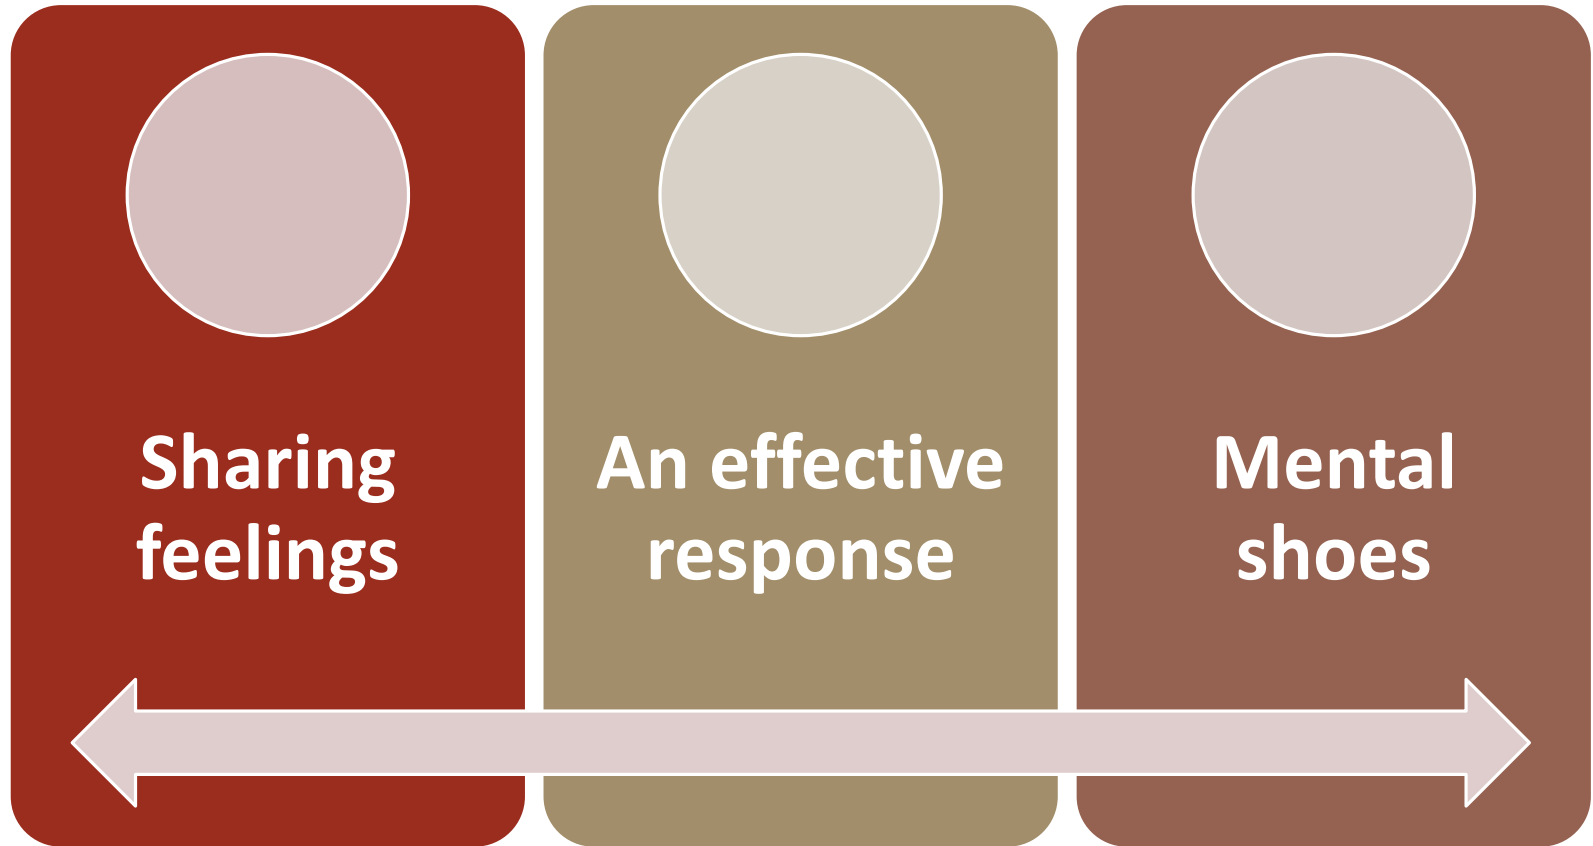 Sharing
feelings
An effective
response
Mental
shoes